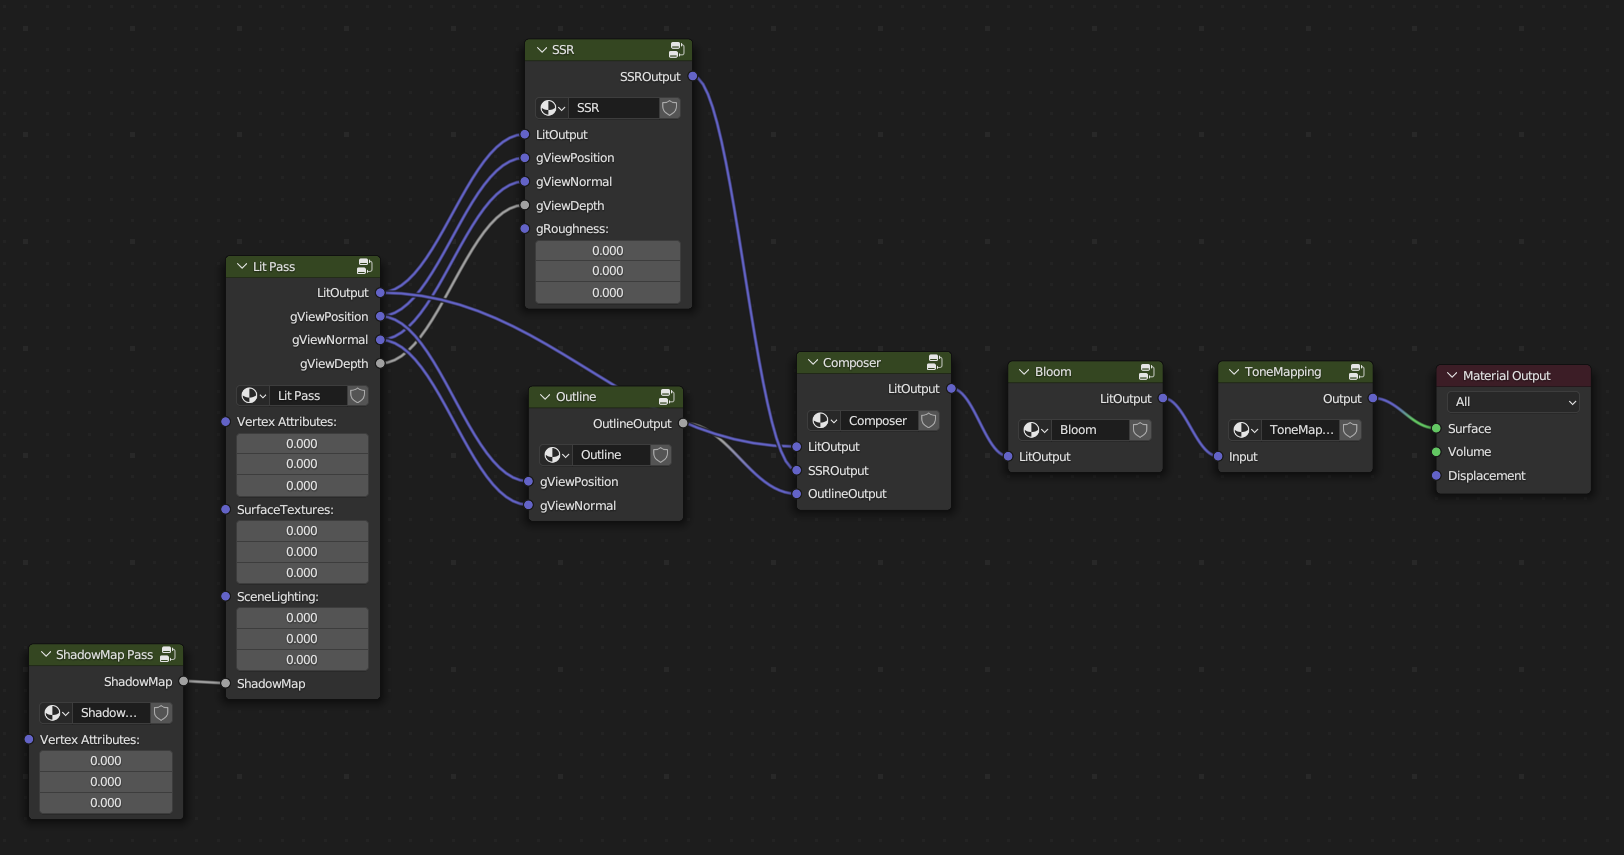 SSR
SSROutput
SSR
LitOutput
gViewPosition
gViewNormal
gViewDepth
gRoughness:
0.000
0.000
0.000
Lit Pass
LitOutput
gViewPosition
gViewNormal
gViewDepth
Lit Pass
Vertex Attributes:
0.000
0.000
0.000
SurfaceTextures:
0.000
0.000
0.000
SceneLighting:
0.000
0.000
0.000
ShadowMap
ShadowMap Pass
ShadowMap
Shadow...
Vertex Attributes:
0.000
0.000
0.000
Outline
OutlineOutput
Outline
gViewPosition
gViewNormal
Composer
LitOutput
Composer
LitOutput
SSROutput
OutlineOutput
Bloom
LitOutput
Bloom
LitOutput
ToneMapping
Output
ToneMap...
Input
Material Output
All
Surface
Volume
Displacement